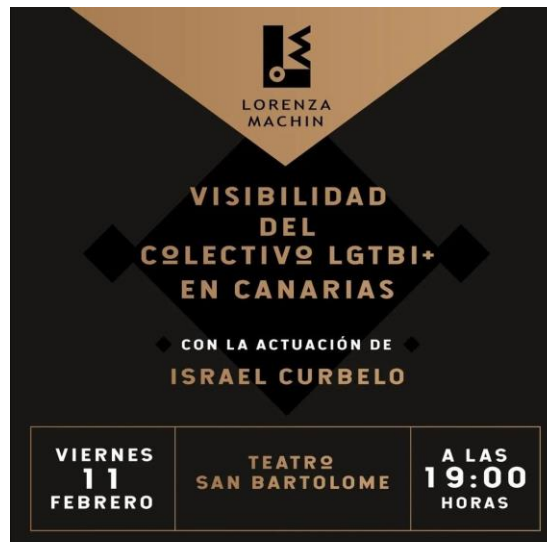 LORENZA
MACHIN
VISIBILIDAD
DEL
COLECTIVO LGTBI+
EN CANARIAS
CON LA ACTUACIÓN DE
ISRAEL CURBELO
VIERNES
11
FEBRERO
TEATRO
SAN BARTOLOME
A LAS
19:00
HORAS